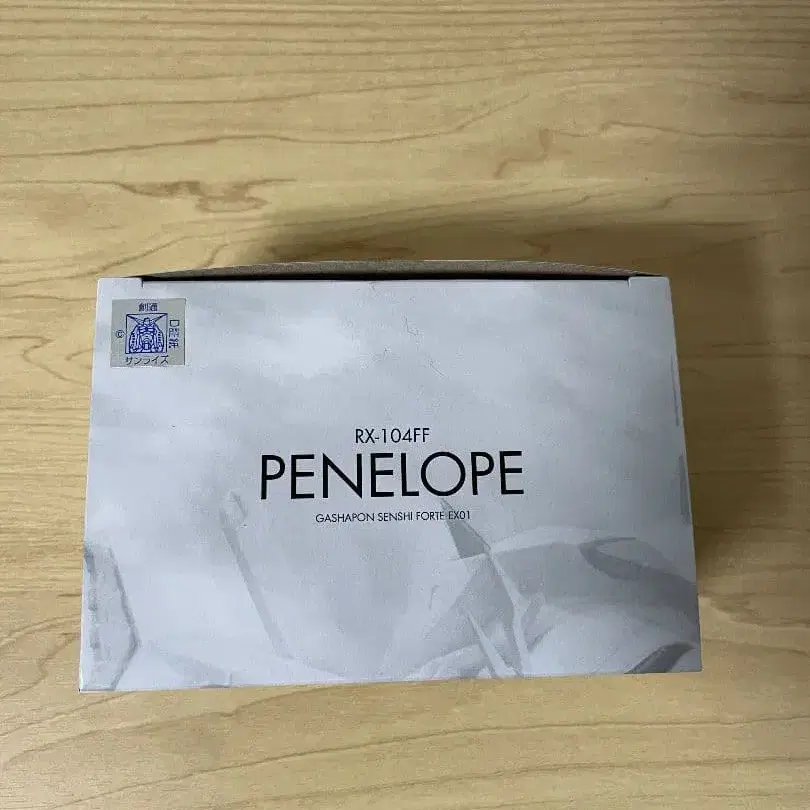 創通
©
サンライズ
RX-104FF
PENELOPE
GASHAPON SENSHI FORTE EX01